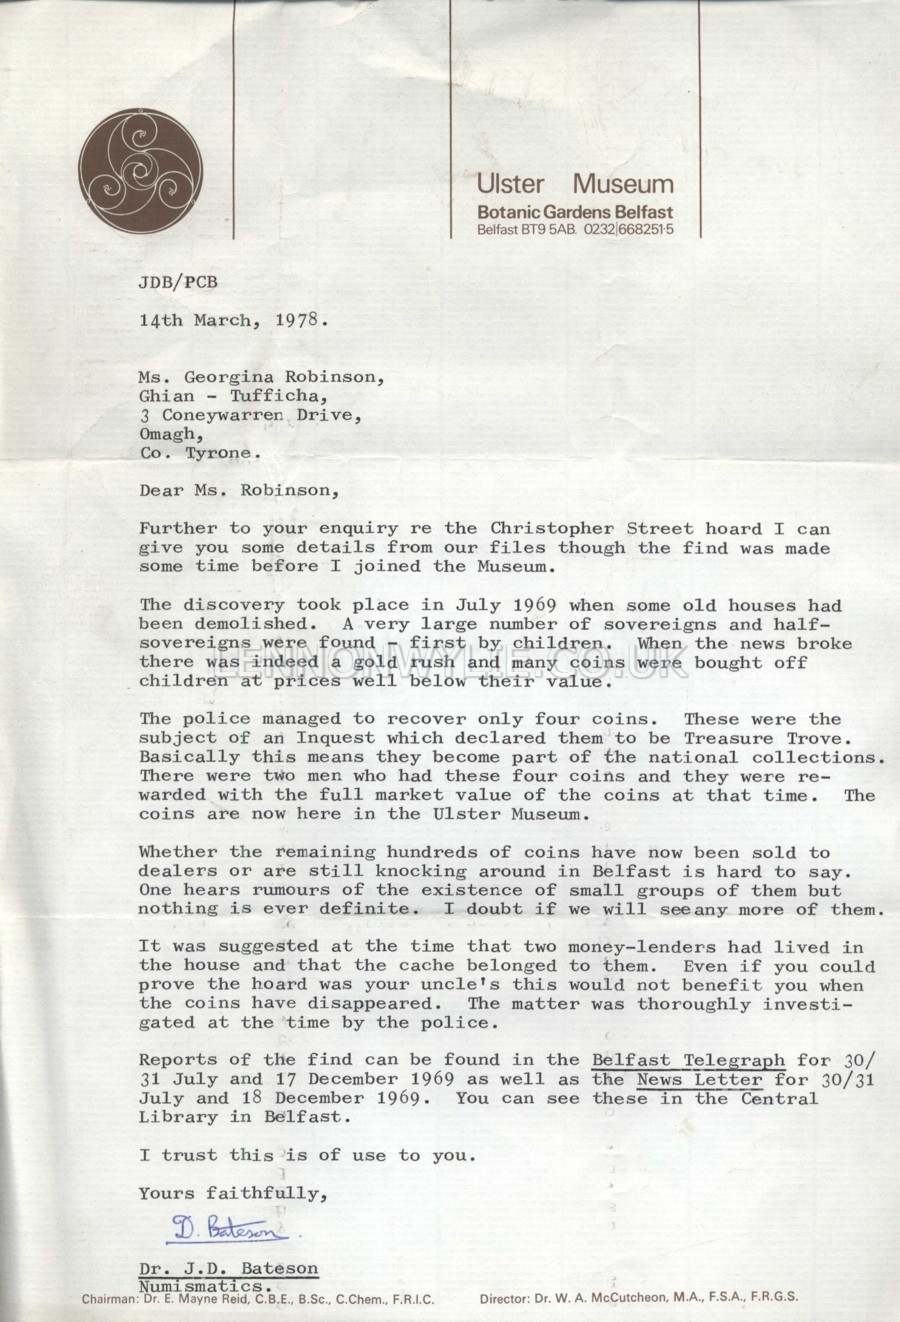 Ulster Museum
Botanic Gardens Belfast
Belfast BT9 5AB. 0232|668251-5
JDB/PCB
14th March, 1978.
Ms. Georgina Robinson,
Ghian - Tufficha,
3 Coneywarren Drive,
Omagh,
Co. Tyrone.
Dear Ms. Robinson,
Further to your enquiry re the Christopher Street hoard I can
give you some details from our files though the find was made
some time before I joined the Museum.
The discovery took place in July 1969 when some old houses had
been demolished. A very large number of sovereigns and half-
sovereigns were found - first by children. When the news broke
there was indeed a gold rush and many coins were bought off
children at prices well below their value.
LENNONWYLIE.CO.UK
The police managed to recover only four coins. These were the
subject of an Inquest which declared them to be Treasure Trove.
Basically this means they become part of the national collections.
There were two men who had these four coins and they were re-
warded with the full market value of the coins at that time. The
coins are now here in the Ulster Museum.
Whether the remaining hundreds of coins have now been sold to
dealers or are still knocking around in Belfast is hard to say.
One hears rumours of the existence of small groups of them but
nothing is ever definite. I doubt if we will see any more of them.
It was suggested at the time that two money-lenders had lived in
the house and that the cache belonged to them. Even if you could
prove the hoard was your uncle's this would not benefit you when
the coins have disappeared. The matter was thoroughly investi-
gated at the time by the police.
Reports of the find can be found in the Belfast Telegraph for 30/
31 July and 17 December 1969 as well as the News Letter for 30/31
July and 18 December 1969. You can see these in the Central
Library in Belfast.
I trust this is of use to you.
Yours faithfully,
D. Bateson.
Dr. J.D. Bateson
Numismatics.
Chairman: Dr. E. Mayne Reid, C.B.E., B.Sc., C.Chem., F.R.I.C. Director: Dr. W. A. McCutcheon, M.A., F.S.A., F.R.G.S.